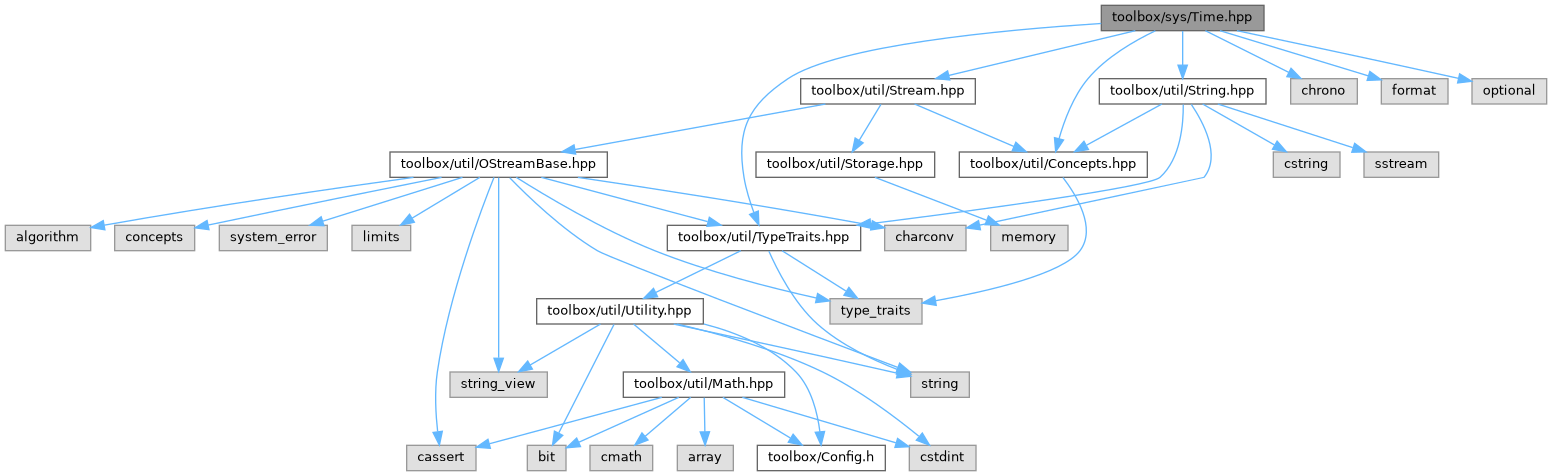 toolbox/sys/Time.hpp
toolbox/util/Stream.hpp
toolbox/util/String.hpp
chrono
format
optional
toolbox/util/OStreamBase.hpp
toolbox/util/Storage.hpp
toolbox/util/Concepts.hpp
cstring
sstream
algorithm
concepts
system_error
limits
toolbox/util/TypeTraits.hpp
charconv
memory
toolbox/util/Utility.hpp
type_traits
string_view
toolbox/util/Math.hpp
string
cassert
bit
cmath
array
toolbox/Config.h
cstdint